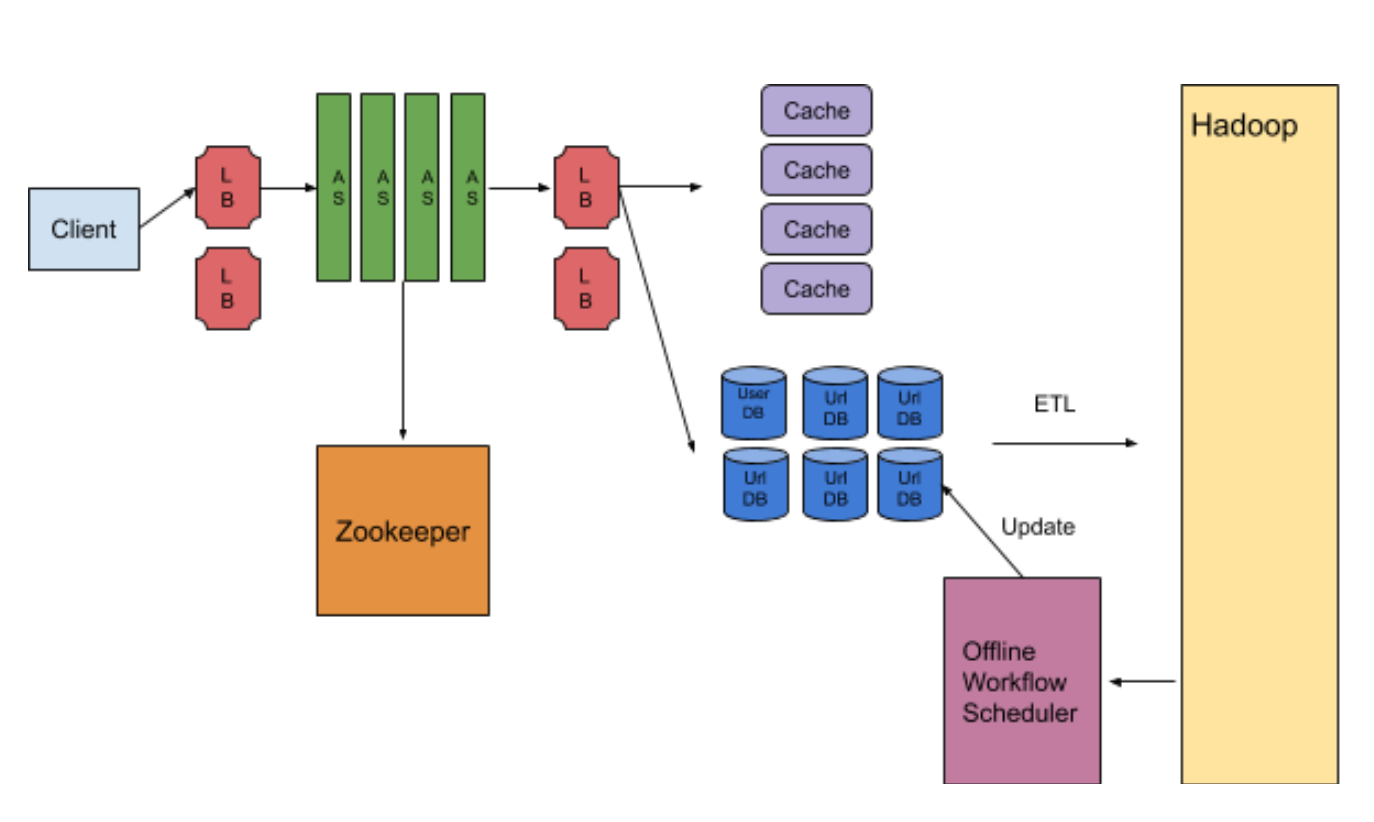 Client
L
B
L
B
A
S
A
S
A
S
A
S
L
B
L
B
Zookeeper
Cache
Cache
Cache
Cache
User
DB
Url
DB
Url
DB
Url
DB
Url
DB
Url
DB
ETL
Update
Offline
Workflow
Scheduler
Hadoop